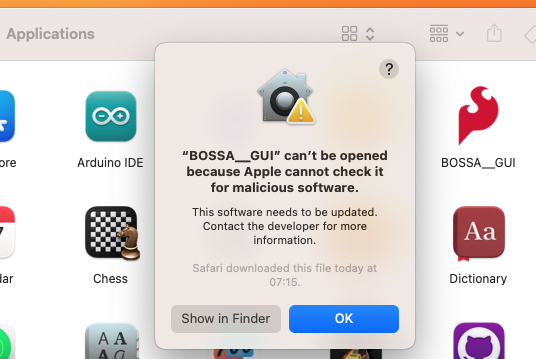 Applications
?
ore
Arduino IDE
BOSSA__GUI
“BOSSA__GUI” can’t be opened
because Apple cannot check it
for malicious software.
This software needs to be updated.
Contact the developer for more
information.
Safari downloaded this file today at
07:15.
Show in Finder
OK
7
dar
Chess
Aa
Dictionary
A A
A a